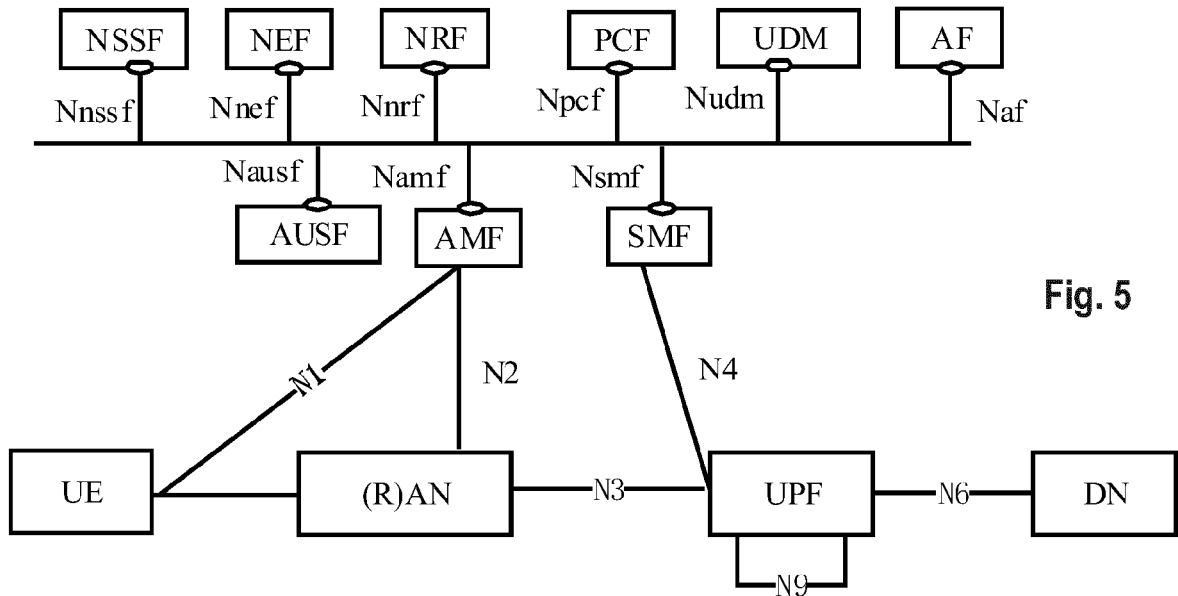 NSSF NEF NRF PCF UDM AF
Nnssf Nnef Nnrf Npcf Nudm Naf
Nausf Namf Nsmf
AUSF AMF SMF
Fig. 5
N1 N2 N4
UE (R)AN N3 UPF N6 DN
N9